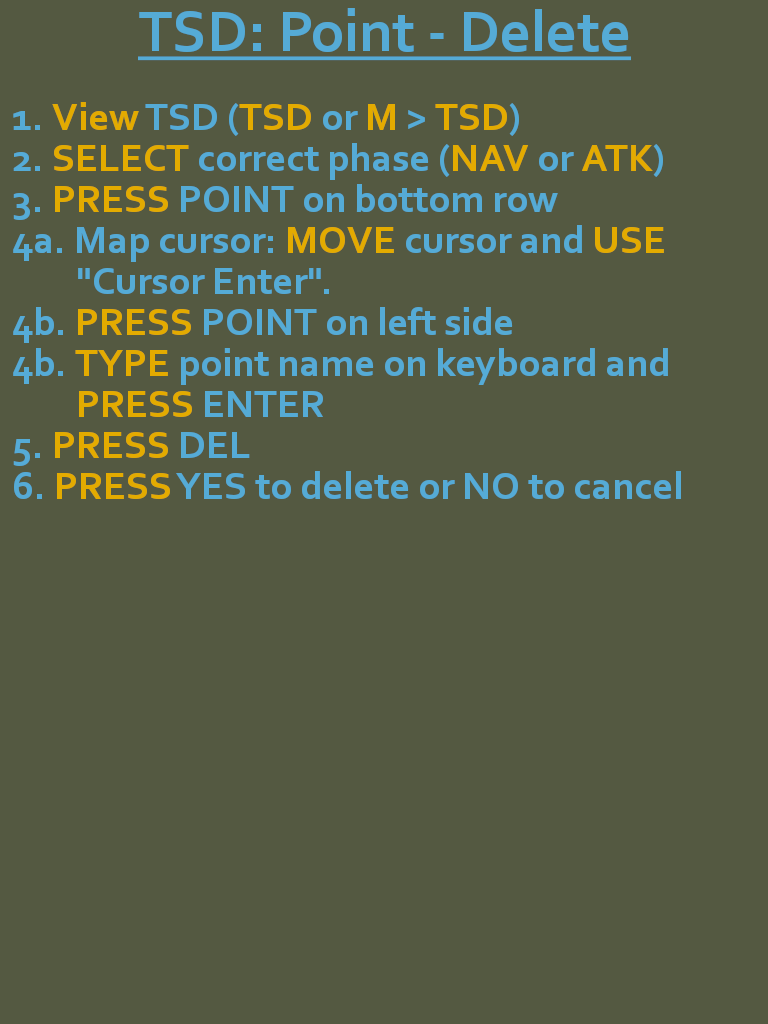 TSD: Point - Delete
1. View TSD (TSD or M > TSD)
2. SELECT correct phase (NAV or ATK)
3. PRESS POINT on bottom row
4a. Map cursor: MOVE cursor and USE
"Cursor Enter".
4b. PRESS POINT on left side
4b. TYPE point name on keyboard and
PRESS ENTER
5. PRESS DEL
6. PRESS YES to delete or NO to cancel